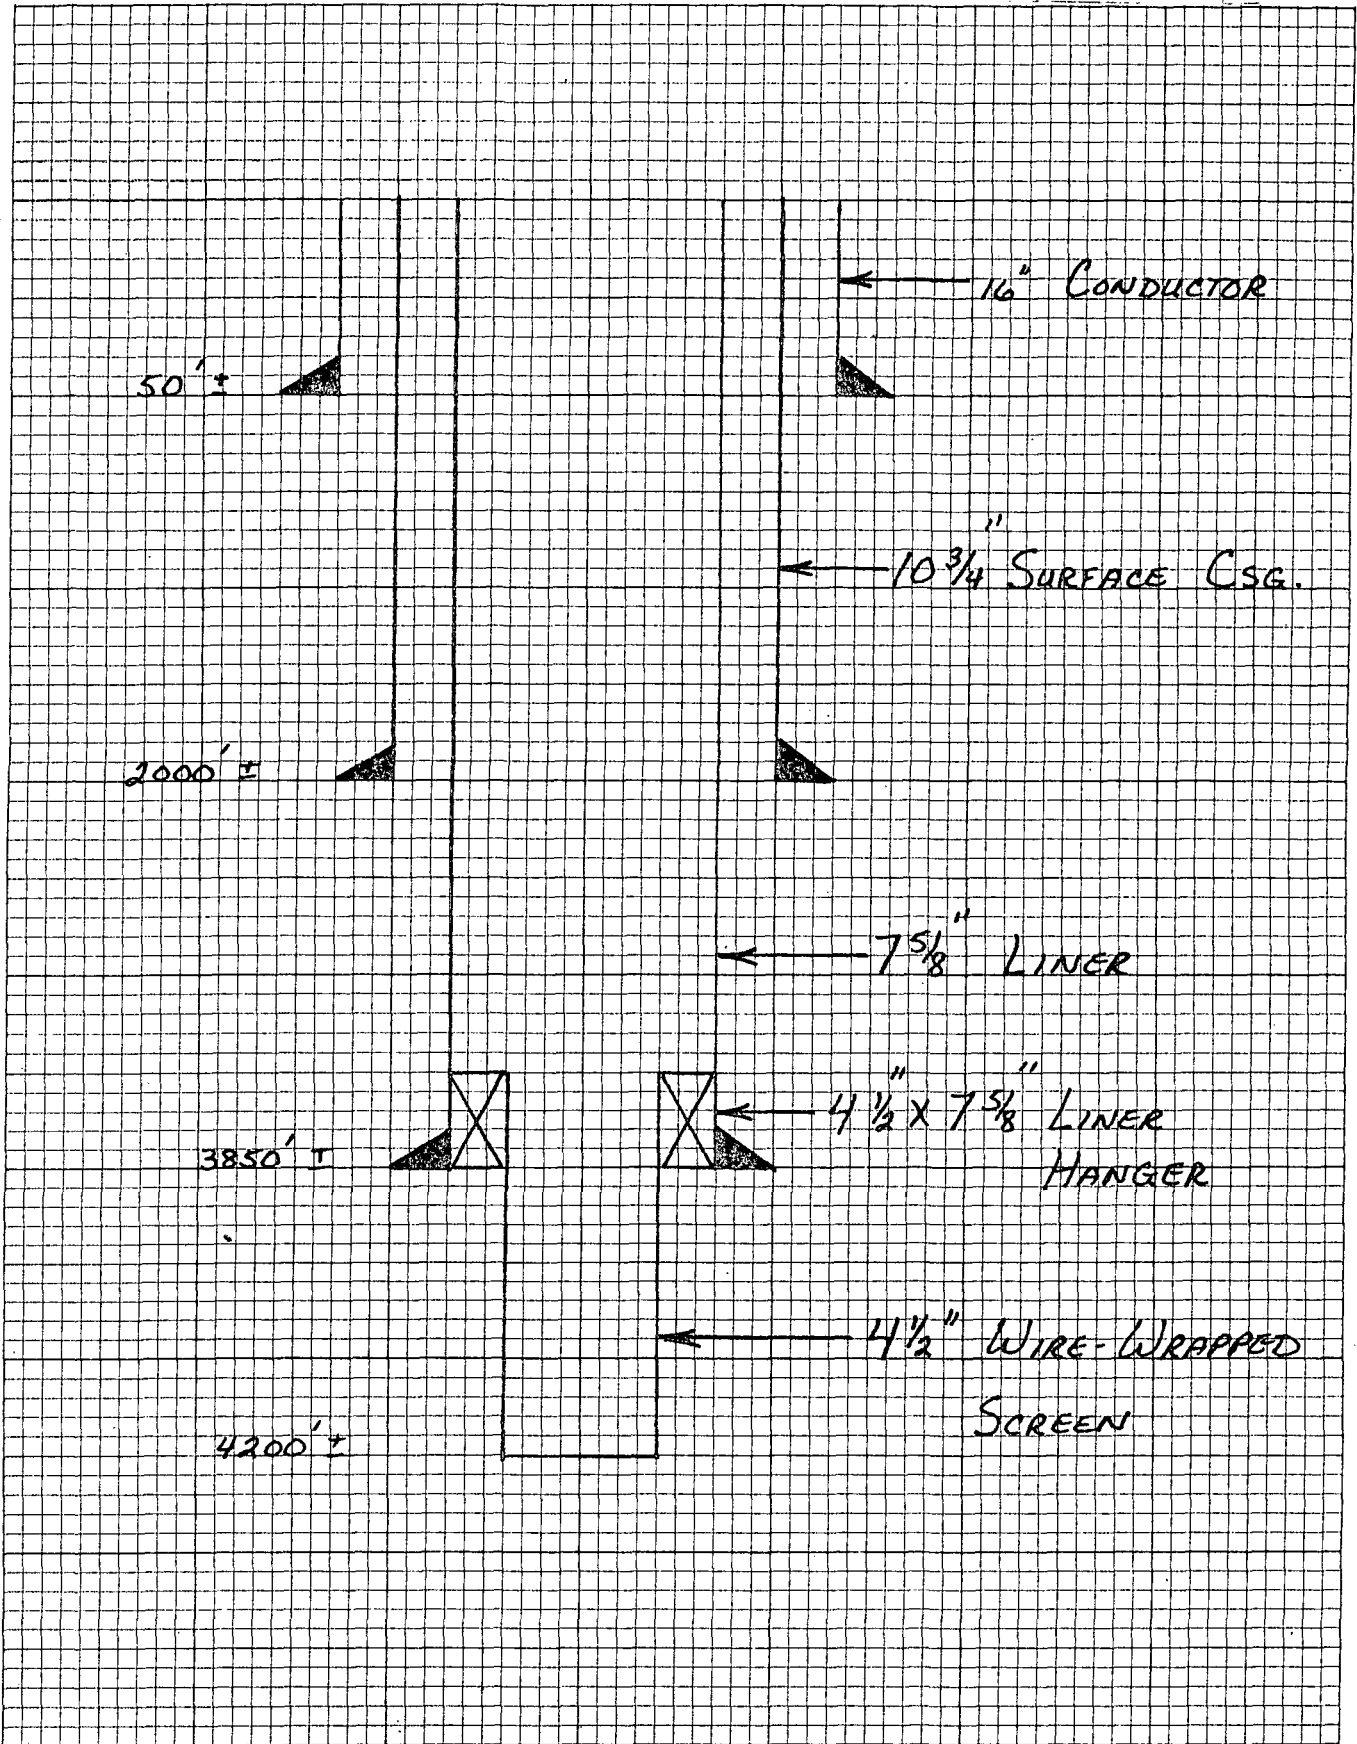 16" CONDUCTOR
50' ±
10 3/4" SURFACE CSG.
2000' ±
7 5/8" LINER
4 1/2" X 7 5/8" LINER
HANGER
3850' ±
4 1/2" WIRE-WRAPPED
SCREEN
4200' ±